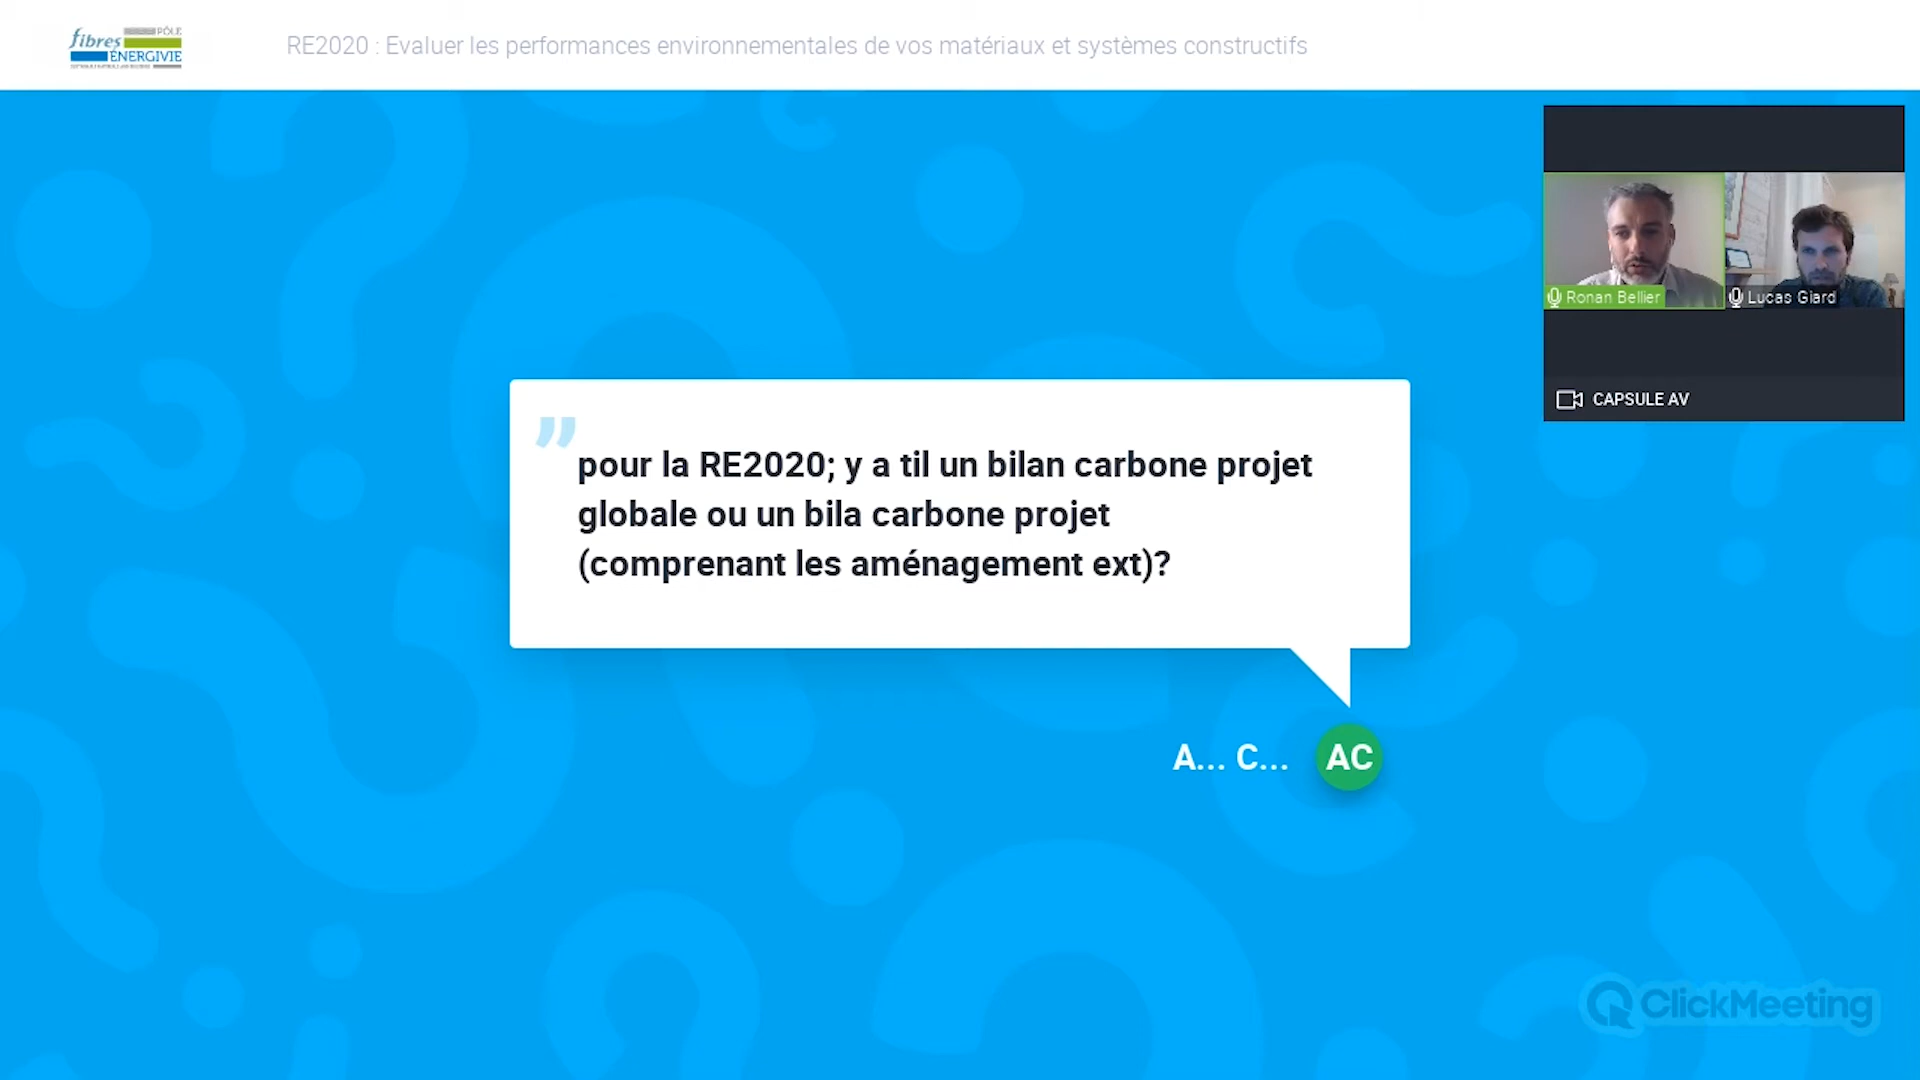 fibres PÔLE
ÉNERGIVIE
RE2020 : Evaluer les performances environnementales de vos matériaux et systèmes constructifs
Ronan Bellier
Lucas Giard
CAPSULE AV
”
pour la RE2020; y a til un bilan carbone projet
globale ou un bila carbone projet
(comprenant les aménagement ext)?
A... C... AC
ClickMeeting